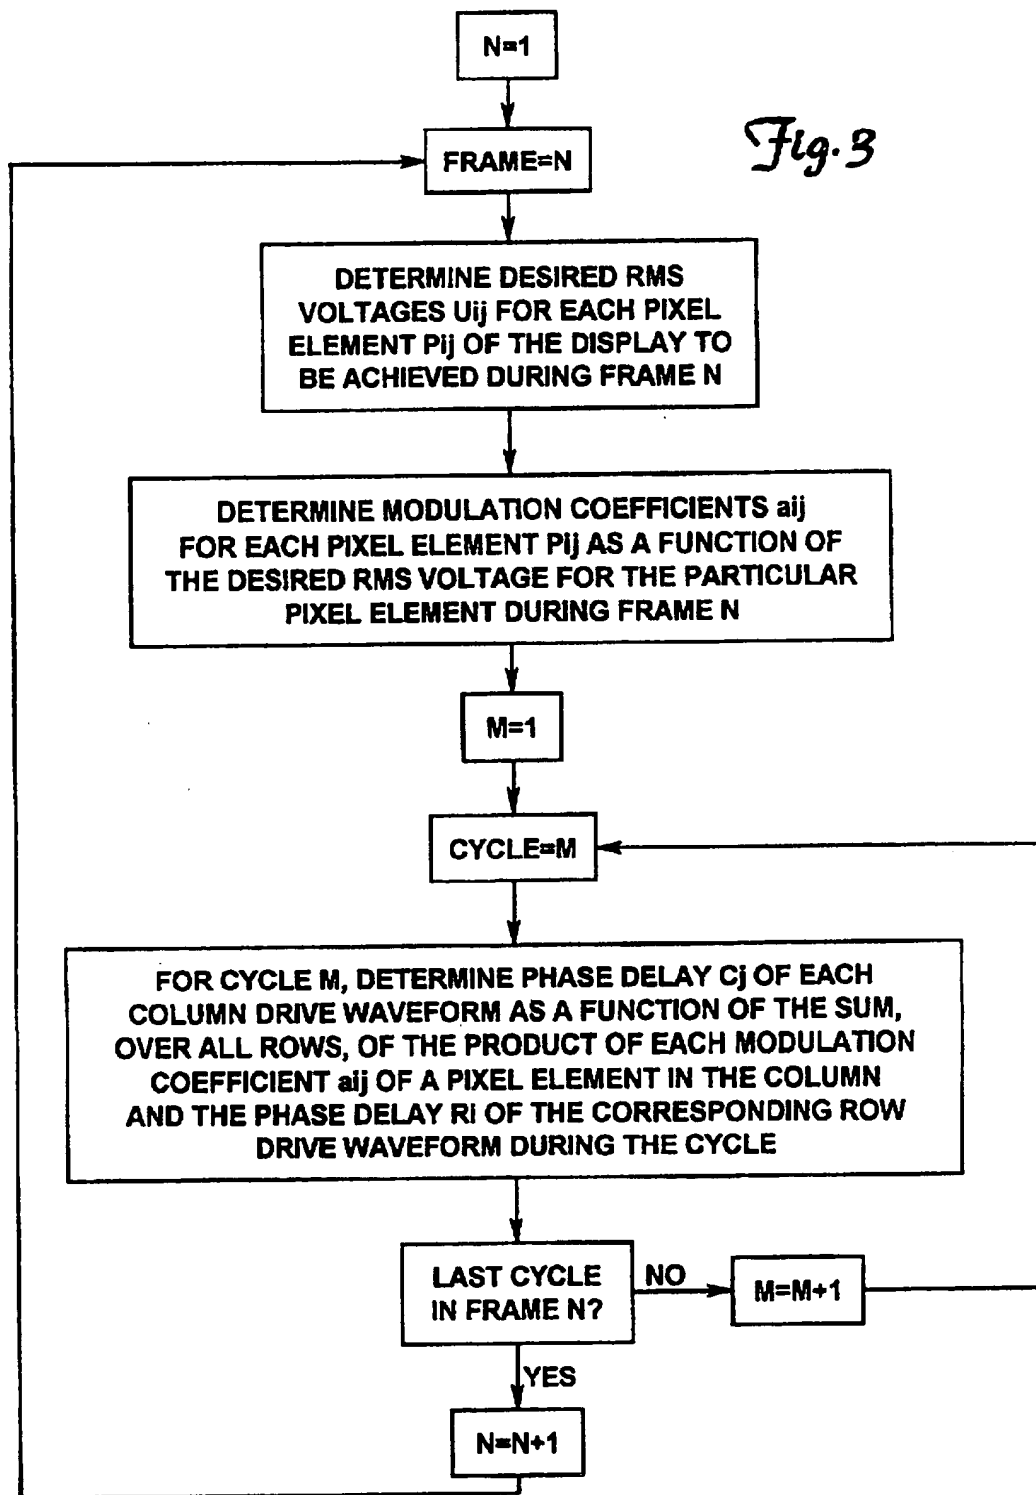 N=1
Fig. 3
FRAME=N
DETERMINE DESIRED RMS
VOLTAGES Uij FOR EACH PIXEL
ELEMENT Pij OF THE DISPLAY TO
BE ACHIEVED DURING FRAME N
DETERMINE MODULATION COEFFICIENTS aij
FOR EACH PIXEL ELEMENT Pij AS A FUNCTION OF
THE DESIRED RMS VOLTAGE FOR THE PARTICULAR
PIXEL ELEMENT DURING FRAME N
M=1
CYCLE=M
FOR CYCLE M, DETERMINE PHASE DELAY Cj OF EACH
COLUMN DRIVE WAVEFORM AS A FUNCTION OF THE SUM,
OVER ALL ROWS, OF THE PRODUCT OF EACH MODULATION
COEFFICIENT aij OF A PIXEL ELEMENT IN THE COLUMN
AND THE PHASE DELAY Ri OF THE CORRESPONDING ROW
DRIVE WAVEFORM DURING THE CYCLE
LAST CYCLE
IN FRAME N?
NO
M=M+1
YES
N=N+1